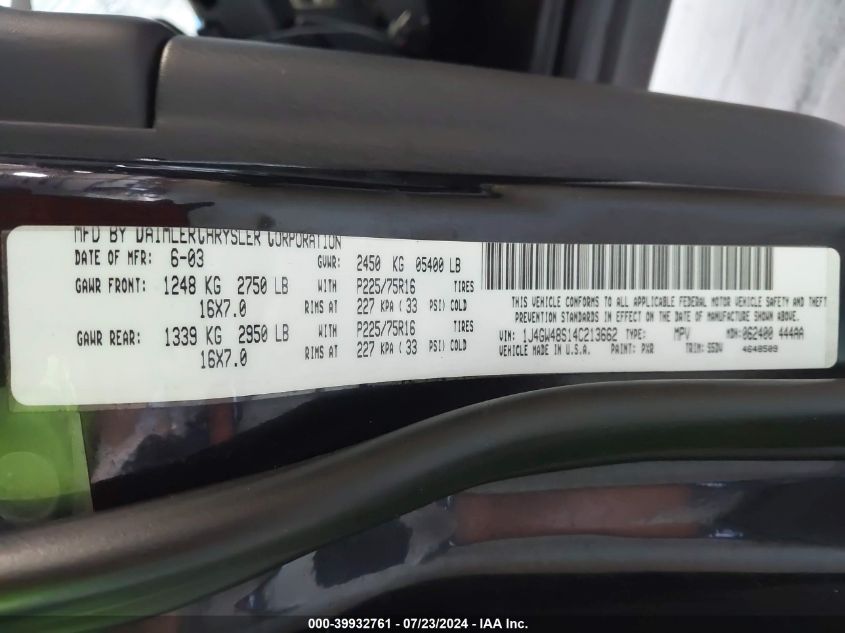 MFD BY DAIMLERCHRYSLER CORPORATION
DATE OF MFR: 6-03 GVWR: 2450 KG 05400 LB
GAWR FRONT: 1248 KG 2750 LB WITH P225/75R16 TIRES
16X7.0 RIMS AT 227 KPA (33 PSI) COLD
GAWR REAR: 1339 KG 2950 LB WITH P225/75R16 TIRES
16X7.0 RIMS AT 227 KPA (33 PSI) COLD
THIS VEHICLE CONFORMS TO ALL APPLICABLE FEDERAL MOTOR VEHICLE SAFETY AND THEFT
PREVENTION STANDARDS IN EFFECT ON THE DATE OF MANUFACTURE SHOWN ABOVE.
VIN: 1J4GW48S14C213662 TYPE: MPV MDH: 062400 444AA
VEHICLE MADE IN U.S.A. PAINT: PXR TRIM: S5DV 4648509
000-39932761 / 07/23/2024 - IAA Inc.